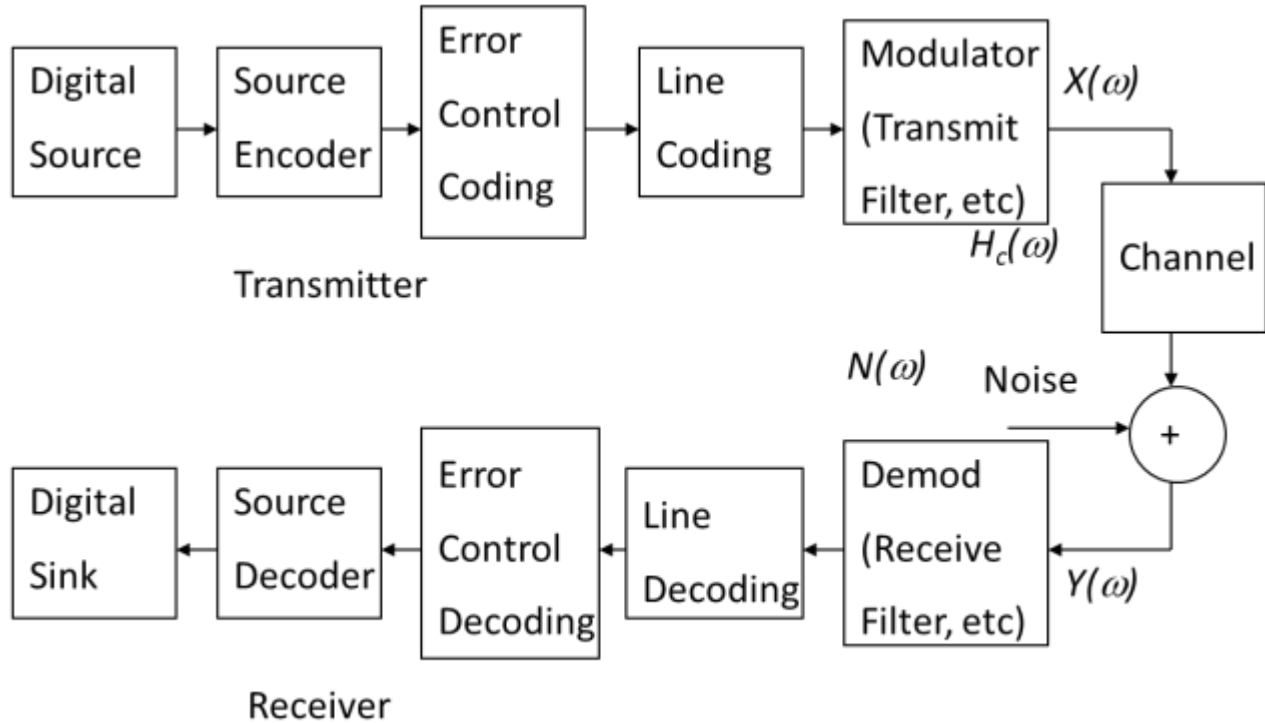 Digital
Source
Source
Encoder
Error
Control
Coding
Line
Coding
Modulator
(Transmit
Filter, etc)
X(ω)
H_c(ω)
Channel
Transmitter
N(ω)
Noise
+
Digital
Sink
Source
Decoder
Error
Control
Decoding
Line
Decoding
Demod
(Receive
Filter, etc)
Y(ω)
Receiver